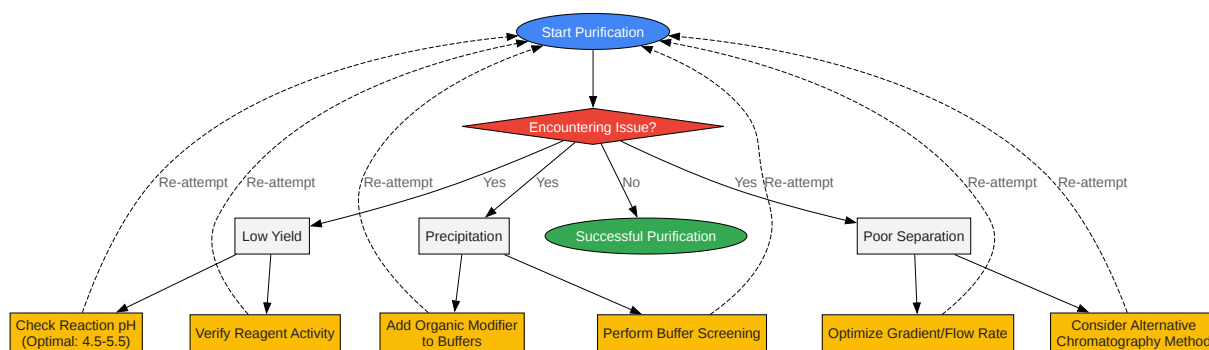 Start Purification
Encountering Issue?
Re-attempt
Re-attempt
Re-attempt
Yes
Yes
No
Yes
Re-attempt
Re-attempt
Re-attempt
Low Yield
Precipitation
Successful Purification
Poor Separation
Check Reaction pH
(Optimal: 4.5-5.5)
Verify Reagent Activity
Add Organic Modifier
to Buffers
Perform Buffer Screening
Optimize Gradient/Flow Rate
Consider Alternative
Chromatography Method